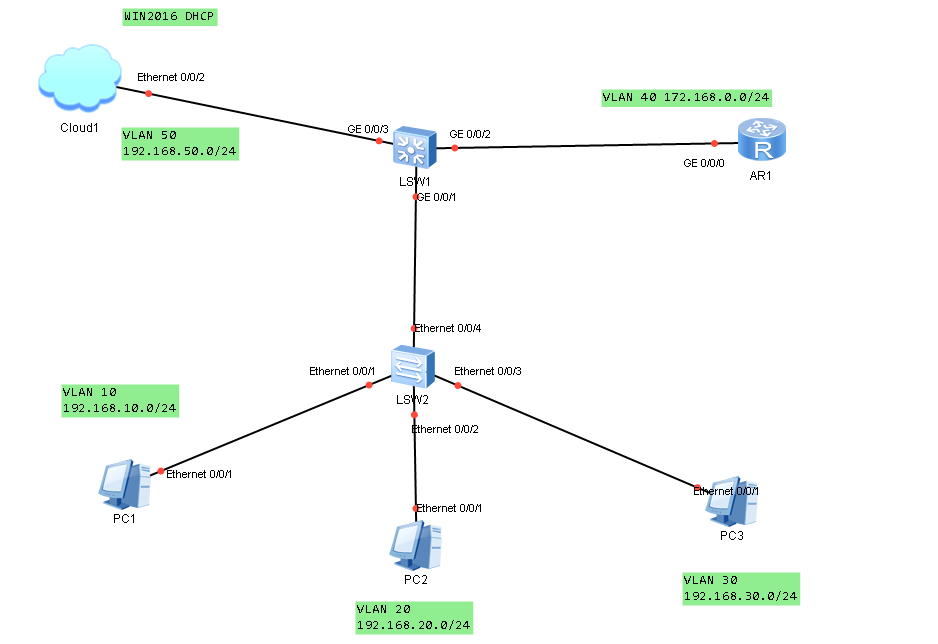 WIN2016 DHCP
Ethernet 0/0/2
Cloud1
VLAN 50
192.168.50.0/24
GE 0/0/3
GE 0/0/2
LSW1
GE 0/0/1
VLAN 40 172.168.0.0/24
GE 0/0/0
AR1
R
Ethernet 0/0/4
Ethernet 0/0/1
Ethernet 0/0/3
LSW2
Ethernet 0/0/2
VLAN 10
192.168.10.0/24
Ethernet 0/0/1
PC1
Ethernet 0/0/1
PC2
VLAN 20
192.168.20.0/24
Ethernet 0/0/1
PC3
VLAN 30
192.168.30.0/24